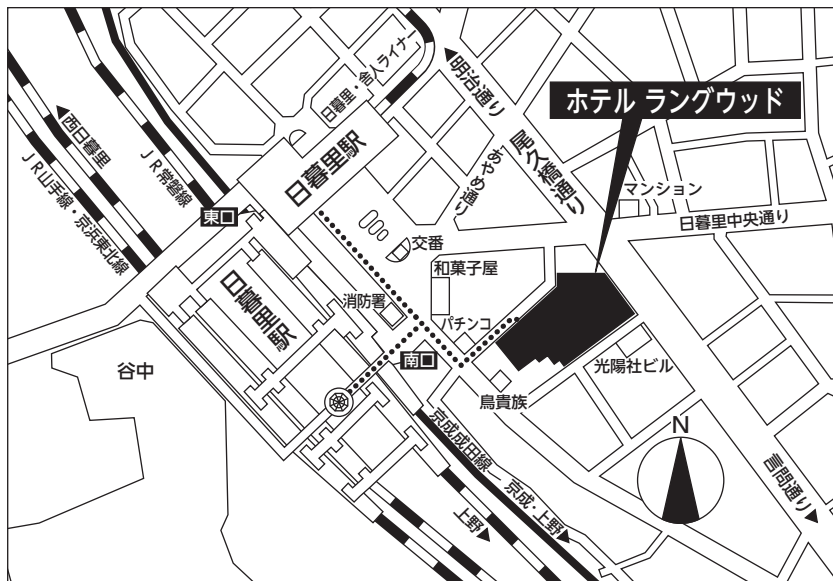 日暮里・舎人ライナー
明治通り
ホテル ラングウッド
西日暮里
JR常磐線
JR山手線・京浜東北線
日暮里駅
尾久橋通り
あやめ通り
マンション
東口
日暮里中央通り
交番
和菓子屋
日暮里駅
消防署
パチンコ
南口
光陽社ビル
谷中
鳥貴族
N
京成成田線
京成・上野
上野
言問通り